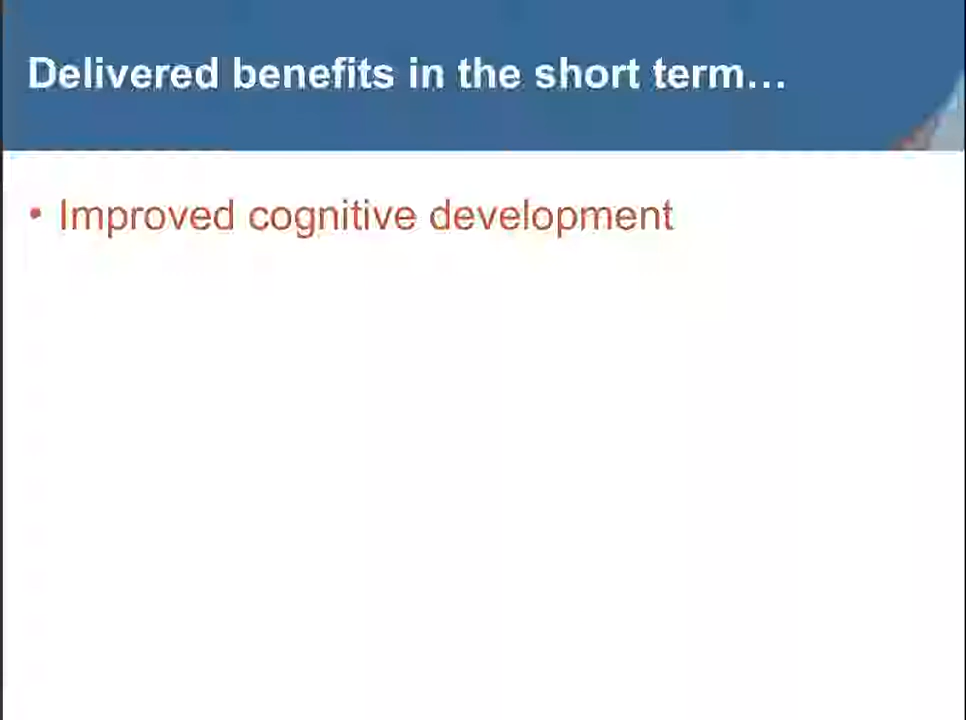 Delivered benefits in the short term…
• Improved cognitive development